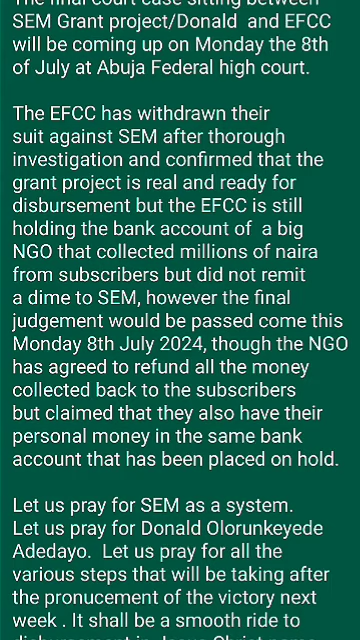 The final court case sitting between
SEM Grant project/Donald  and EFCC
will be coming up on Monday the 8th
of July at Abuja Federal high court.

The EFCC has withdrawn their
suit against SEM after thorough
investigation and confirmed that the
grant project is real and ready for
disbursement but the EFCC is still
holding the bank account of  a big
NGO that collected millions of naira
from subscribers but did not remit
a dime to SEM, however the final
judgement would be passed come this
Monday 8th July 2024, though the NGO
has agreed to refund all the money
collected back to the subscribers
but claimed that they also have their
personal money in the same bank
account that has been placed on hold.

Let us pray for SEM as a system.
Let us pray for Donald Olorunkeyede
Adedayo.  Let us pray for all the
various steps that will be taking after
the pronucement of the victory next
week . It shall be a smooth ride to